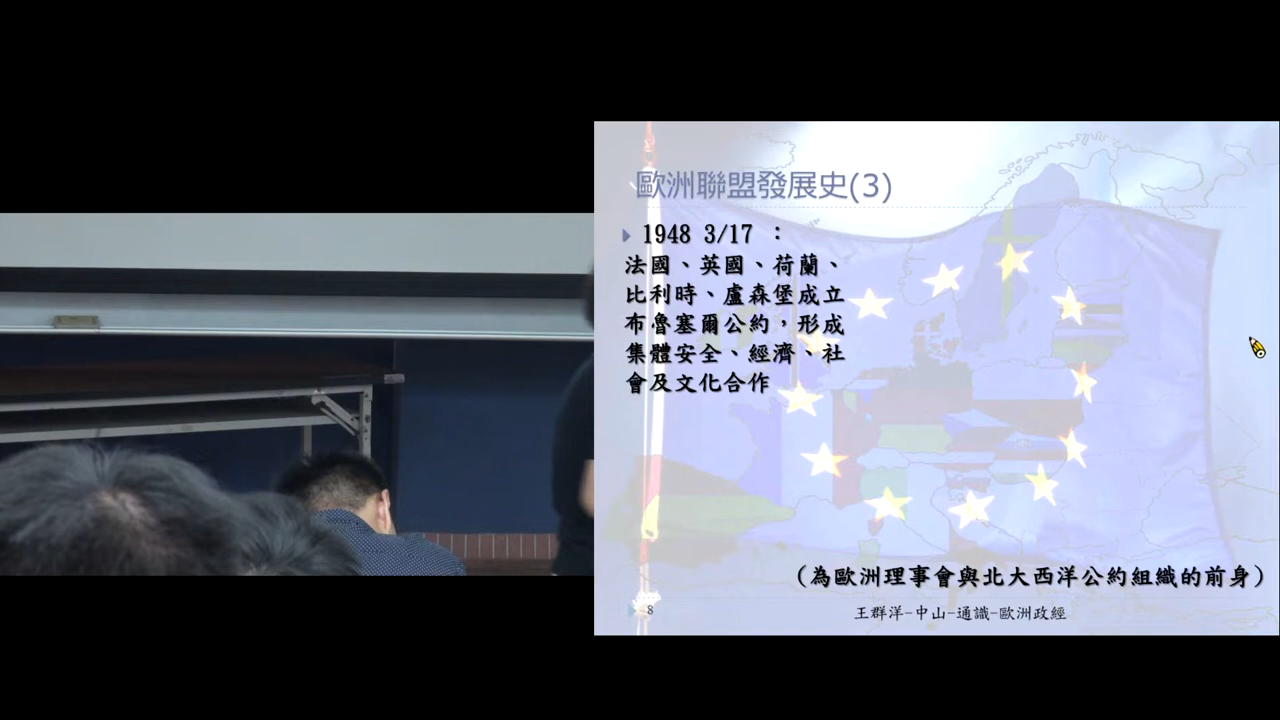 歐洲聯盟發展史(3)
1948 3/17 :
法國、英國、荷蘭、
比利時、盧森堡成立
布魯塞爾公約，形成
集體安全、經濟、社
會及文化合作
(為歐洲理事會與北大西洋公約組織的前身)
8
王群洋-中山-通識-歐洲政經